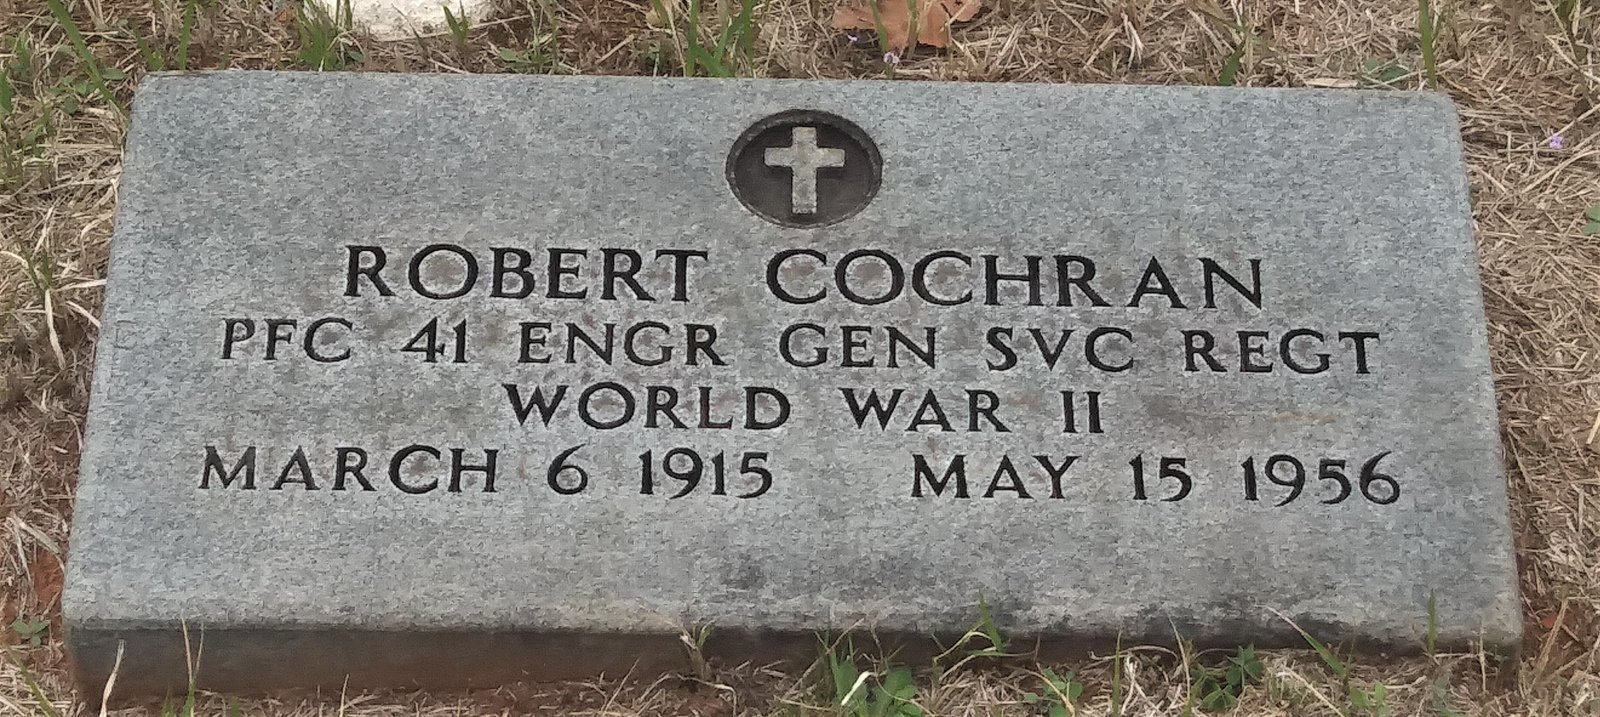 ROBERT COCHRAN
PFC 41 ENGR GEN SVC REGT
WORLD WAR II
MARCH 6 1915 MAY 15 1956